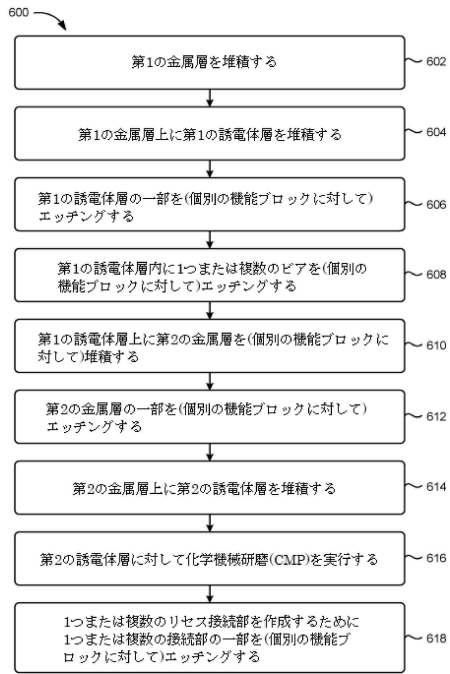 600
第1の金属層を堆積する
602
第1の金属層上に第1の誘電体層を堆積する
604
第1の誘電体層の一部を(個別の機能ブロックに対して)
エッチングする
606
第1の誘電体層内に1つまたは複数のビアを(個別の
機能ブロックに対して)エッチングする
608
第1の誘電体層上に第2の金属層を(個別の機能ブロックに
対して)堆積する
610
第2の金属層の一部を(個別の機能ブロックに対して)
エッチングする
612
第2の金属層上に第2の誘電体層を堆積する
614
第2の誘電体層に対して化学機械研磨(CMP)を実行する
616
1つまたは複数のリセス接続部を作成するために
1つまたは複数の接続部の一部を(個別の機能ブ
ロックに対して)エッチングする
618